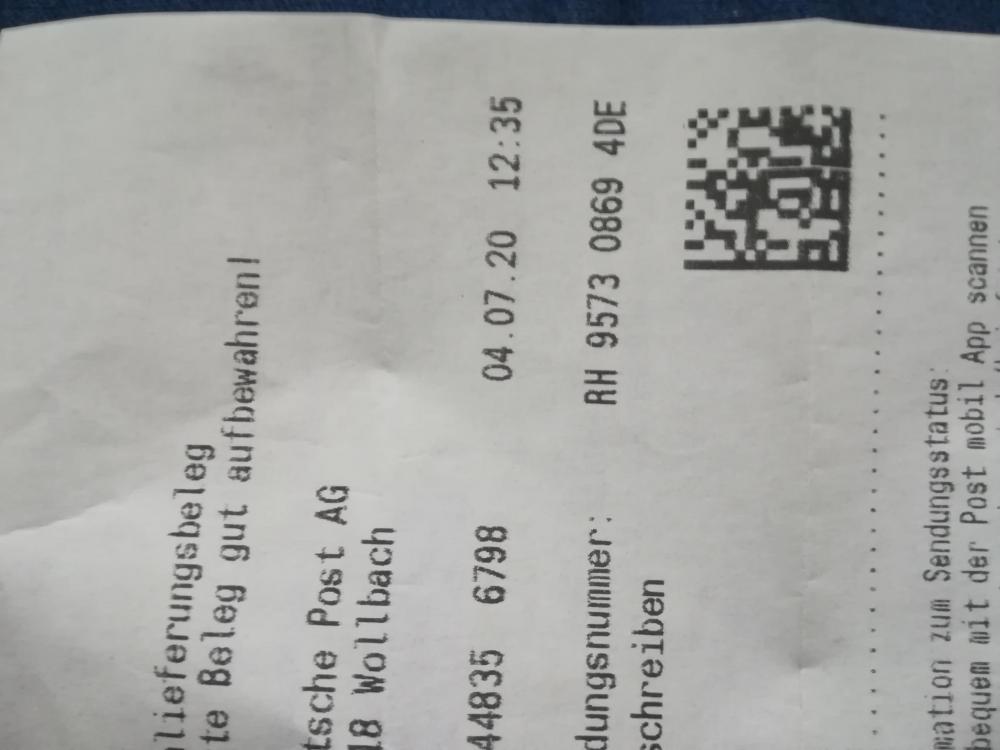 lieferungsbeleg
te Beleg gut aufbewahren!
tsche Post AG
18 Wollbach
44835 6798 04.07.20 12:35
dungsnummer: RH 9573 0869 4DE
schreiben
mation zum Sendungsstatus:
bequem mit der Post mobil App scannen